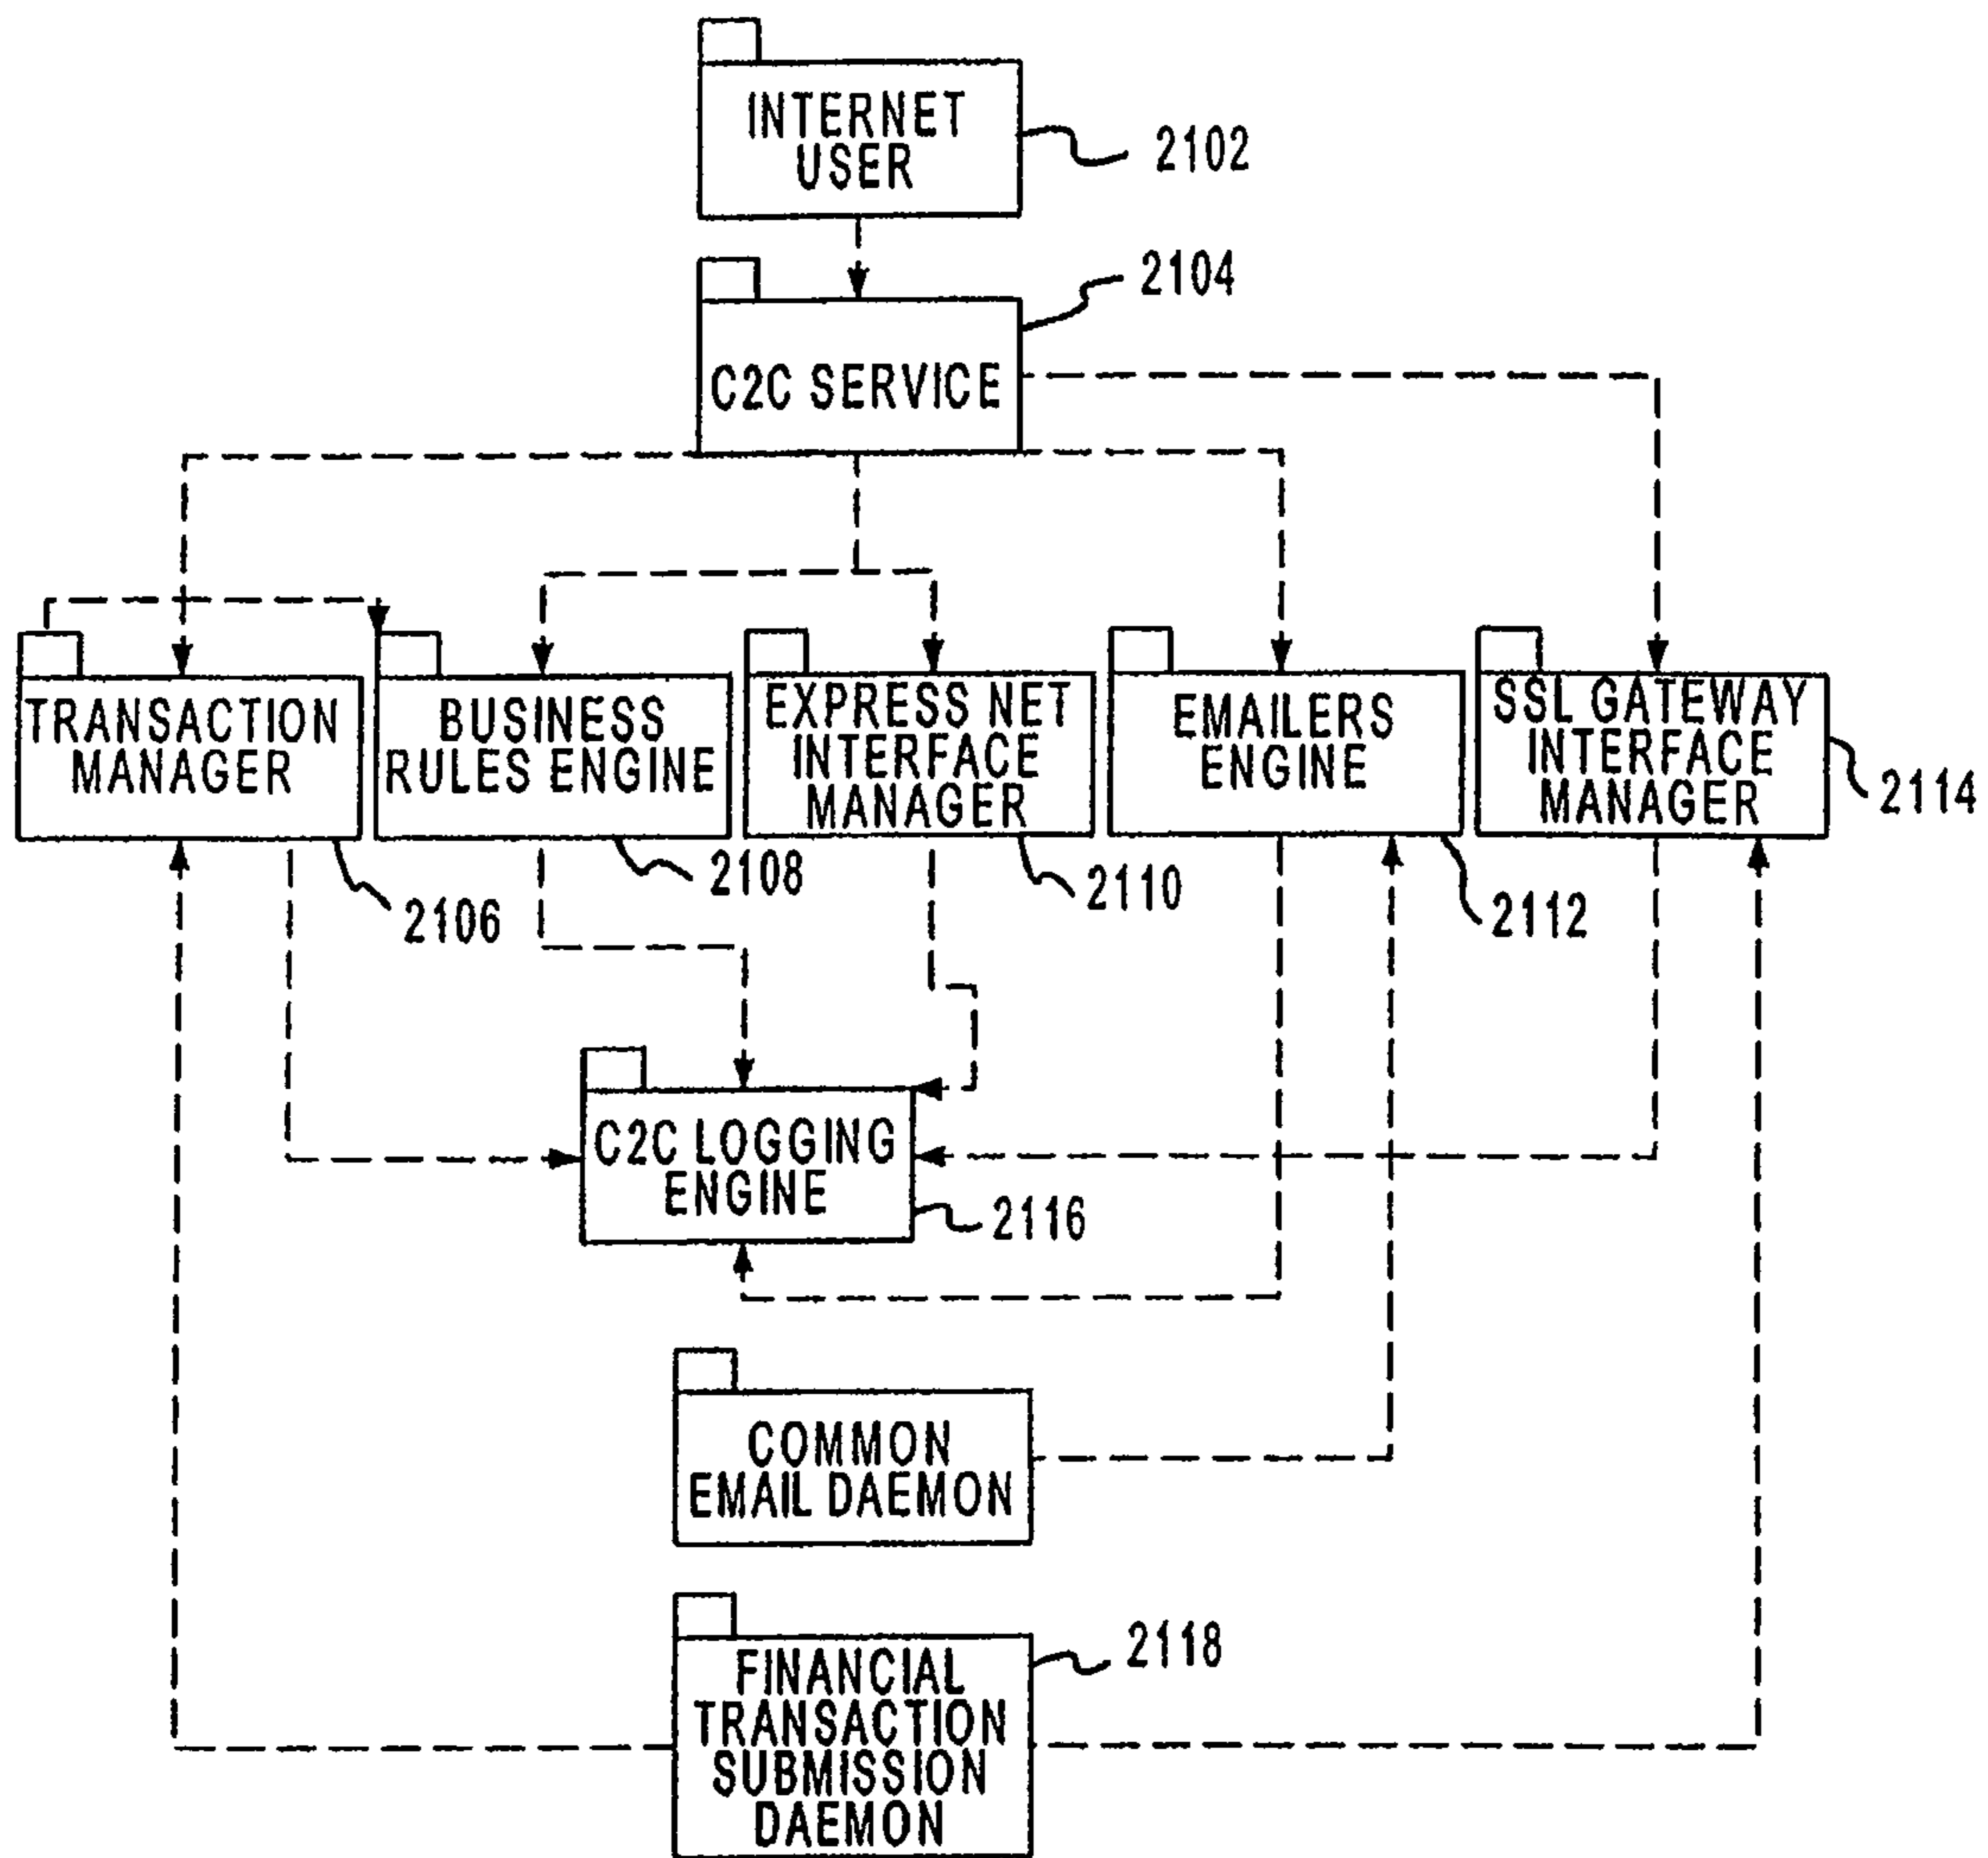 INTERNET
USER
2102
2104
C2C SERVICE
TRANSACTION
MANAGER
2106
BUSINESS
RULES ENGINE
2108
EXPRESS NET
INTERFACE
MANAGER
2110
EMAILERS
ENGINE
2112
SSL GATEWAY
INTERFACE
MANAGER
2114
C2C LOGGING
ENGINE
2116
COMMON
EMAIL DAEMON
2118
FINANCIAL
TRANSACTION
SUBMISSION
DAEMON